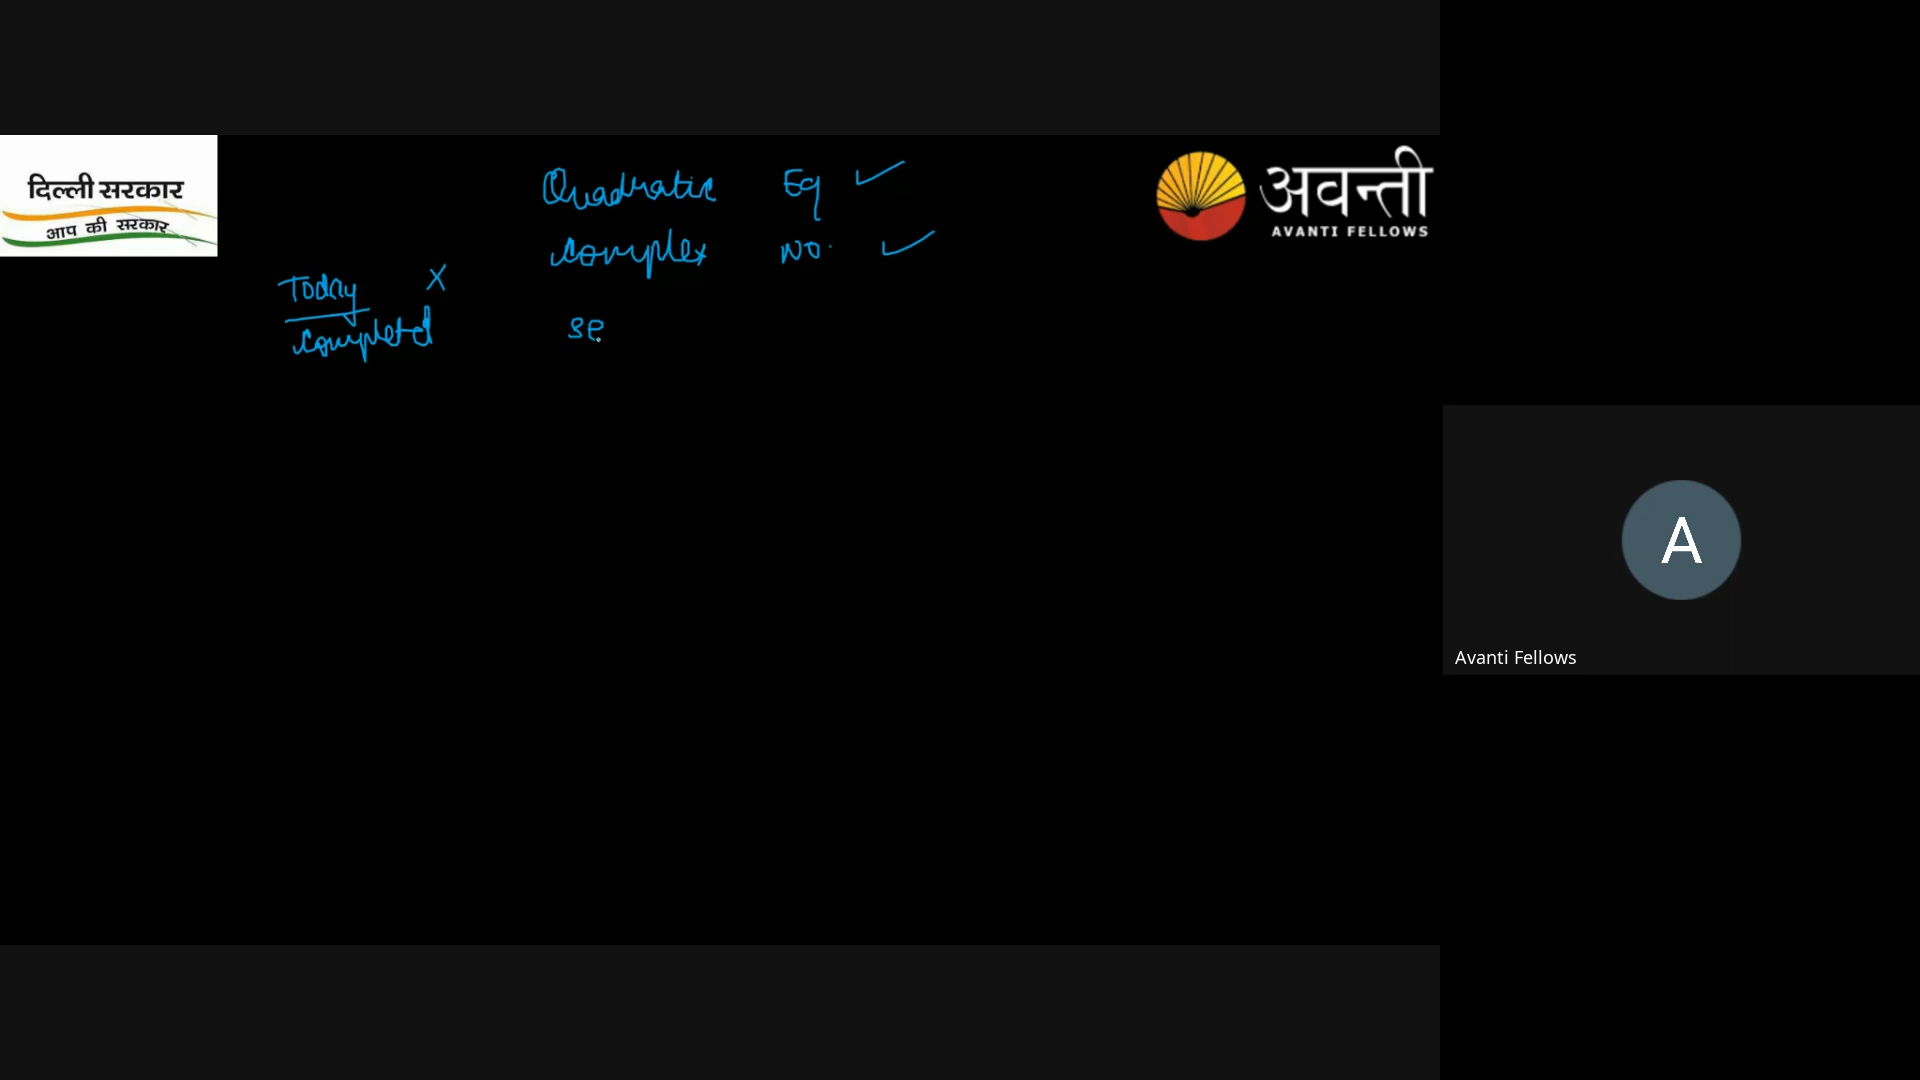 दिल्ली सरकार
आप की सरकार
Quadratic Eq ✓
Complex No. ✓
Today X
Completed
se
अवन्ती
AVANTI FELLOWS
A
Avanti Fellows